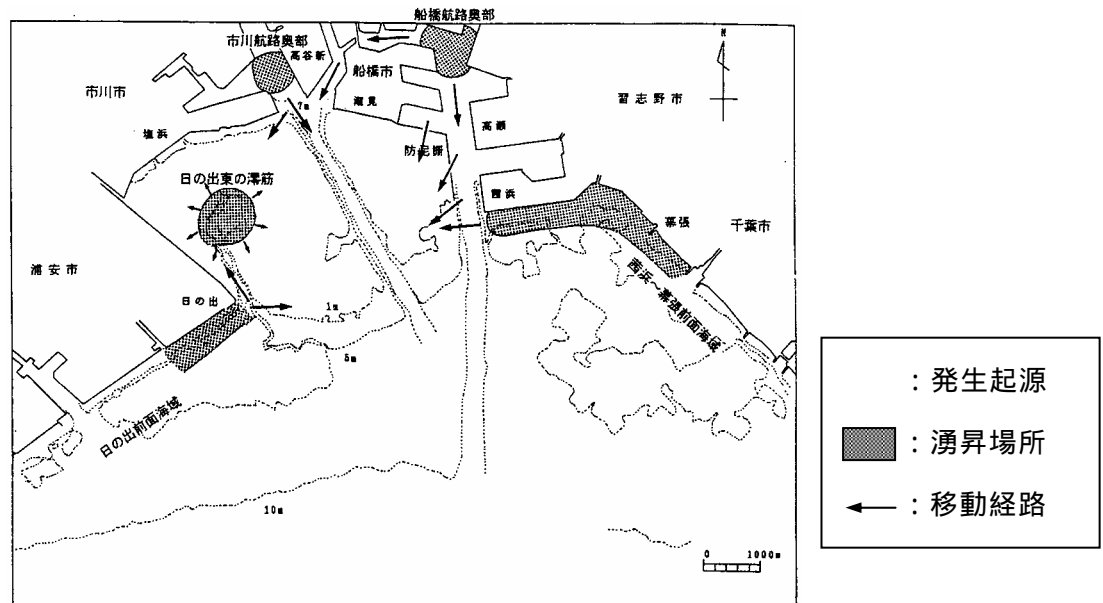 船橋航路奥部
市川航路奥部
高谷新
船橋市
市川市
習志野市
N
7m
潮見
塩浜
高瀬
防泥柵
日の出東の澪筋
茜浜
幕張
千葉市
浦安市
日の出
1m
茜浜～幕張前面海域
5m
日の出前面海域
10m
0 1000m
：発生起源
：湧昇場所
：移動経路